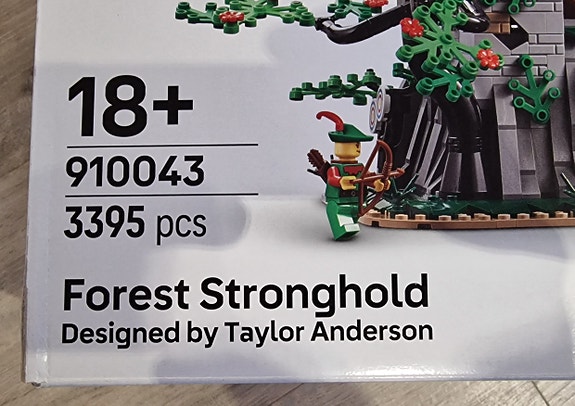 18+
910043
3395 pcs
Forest Stronghold
Designed by Taylor Anderson